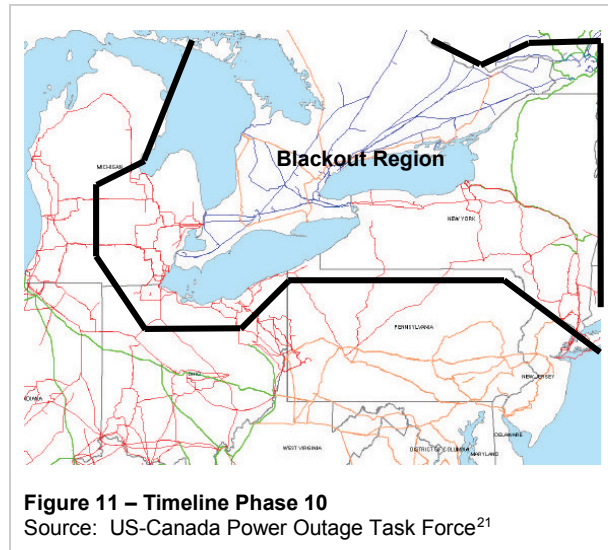 MICHIGAN
Blackout Region
NEW YORK
PENNSYLVANIA
OHIO
NEW JERSEY
INDIANA
DELAWARE
WEST VIRGINIA
DISTRICT OF COLUMBIA
MARYLAND
Figure 11 – Timeline Phase 10
Source: US-Canada Power Outage Task Force²¹